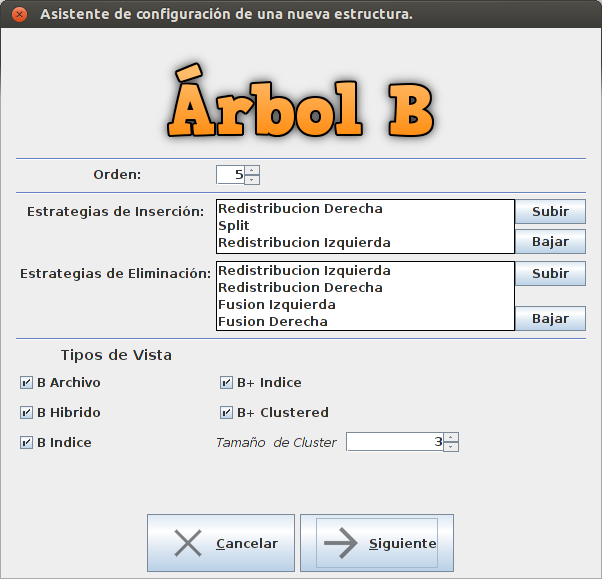 Asistente de configuración de una nueva estructura.
Árbol B
Orden: 5
Estrategias de Inserción:
Redistribucion Derecha
Split
Redistribucion Izquierda
Subir
Bajar
Estrategias de Eliminación:
Redistribucion Izquierda
Redistribucion Derecha
Fusion Izquierda
Fusion Derecha
Subir
Bajar
Tipos de Vista
B Archivo
B+ Indice
B Hibrido
B+ Clustered
B Indice
Tamaño de Cluster 3
Cancelar
Siguiente